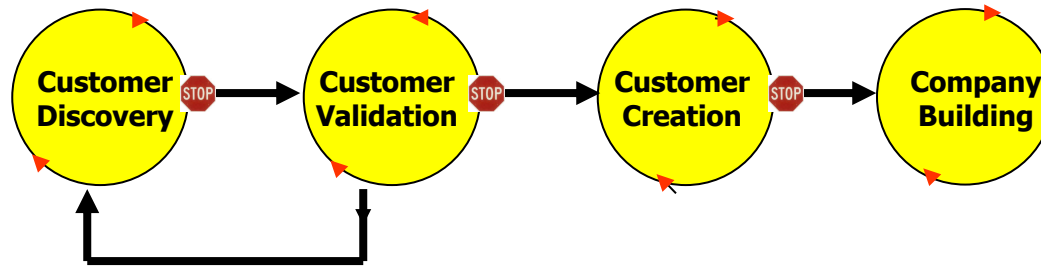 Customer
Discovery
STOP
Customer
Validation
STOP
Customer
Creation
STOP
Company
Building